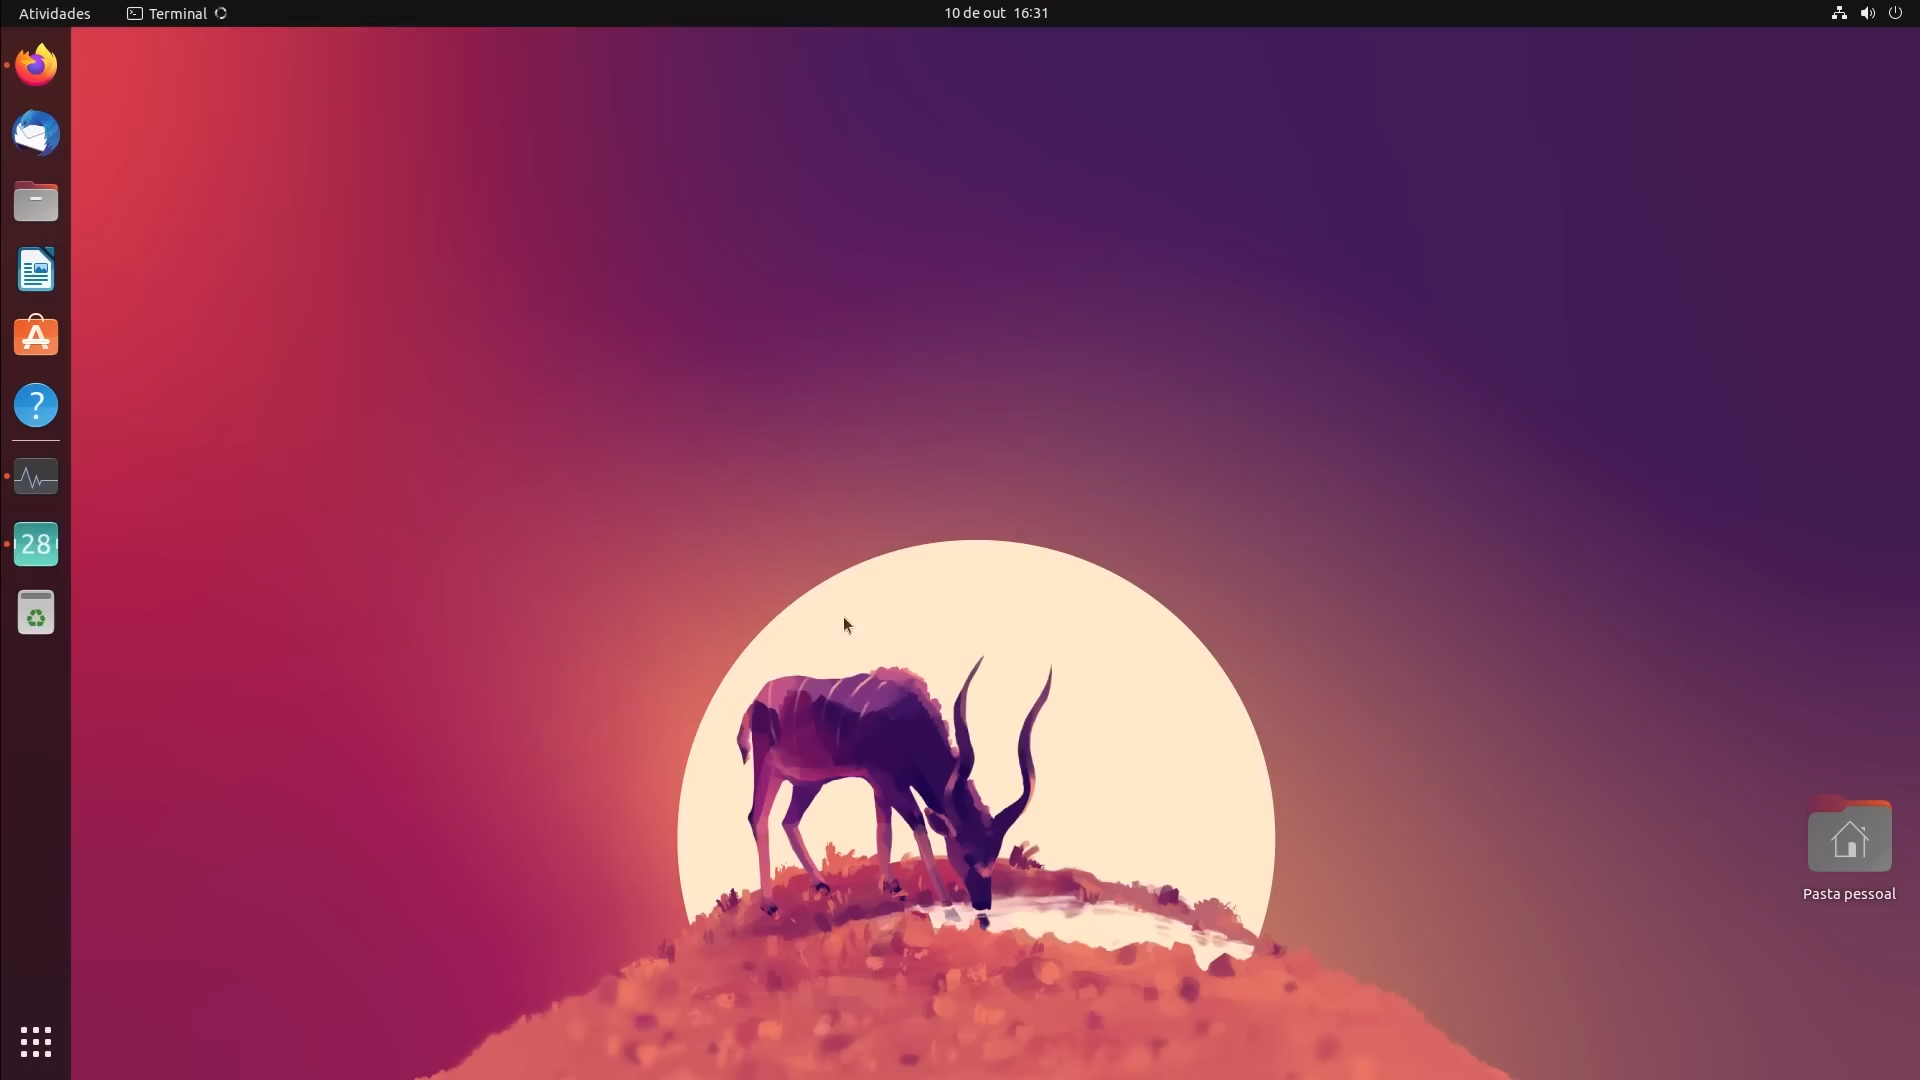 Atividades
Terminal
10 de out 16:31
28
Pasta pessoal